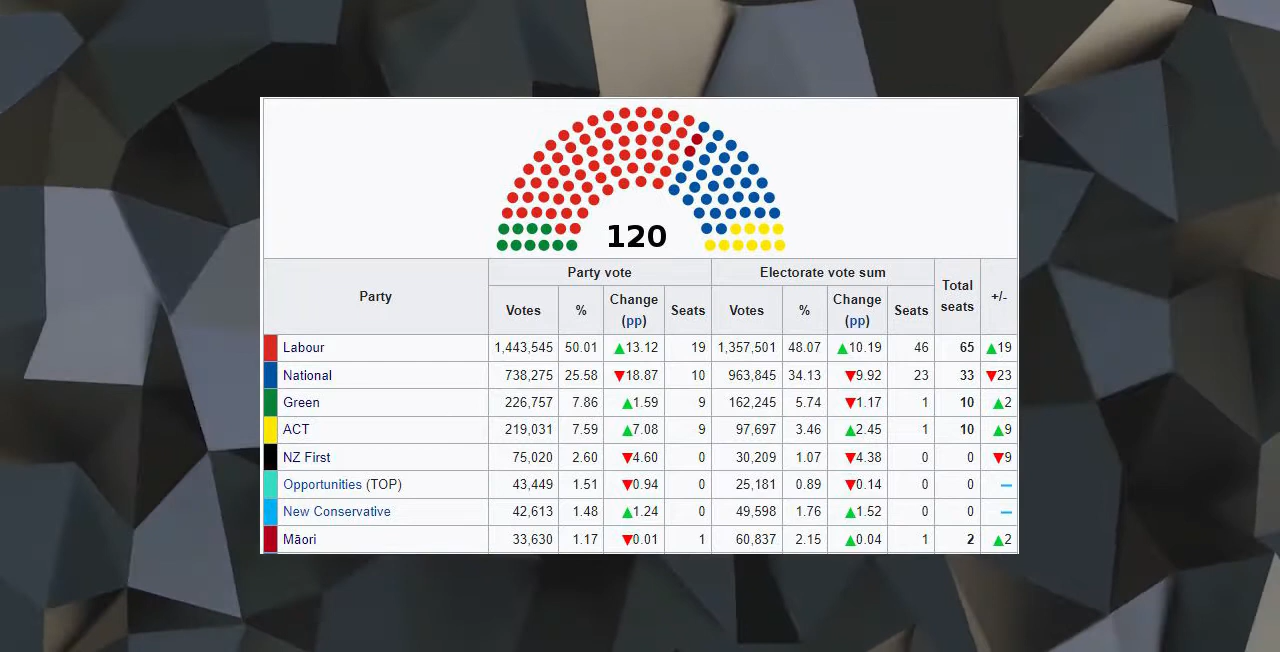 120
Party
Party vote
Electorate vote sum
Total seats
+/-
Votes
%
Change (pp)
Seats
Votes
%
Change (pp)
Seats
Labour 1,443,545 50.01 ▲13.12 19 1,357,501 48.07 ▲10.19 46 65 ▲19
National 738,275 25.58 ▼18.87 10 963,845 34.13 ▼9.92 23 33 ▼23
Green 226,757 7.86 ▲1.59 9 162,245 5.74 ▼1.17 1 10 ▲2
ACT 219,031 7.59 ▲7.08 9 97,697 3.46 ▲2.45 1 10 ▲9
NZ First 75,020 2.60 ▼4.60 0 30,209 1.07 ▼4.38 0 0 ▼9
Opportunities (TOP) 43,449 1.51 ▼0.94 0 25,181 0.89 ▼0.14 0 0 –
New Conservative 42,613 1.48 ▲1.24 0 49,598 1.76 ▲1.52 0 0 –
Māori 33,630 1.17 ▼0.01 1 60,837 2.15 ▲0.04 1 2 ▲2